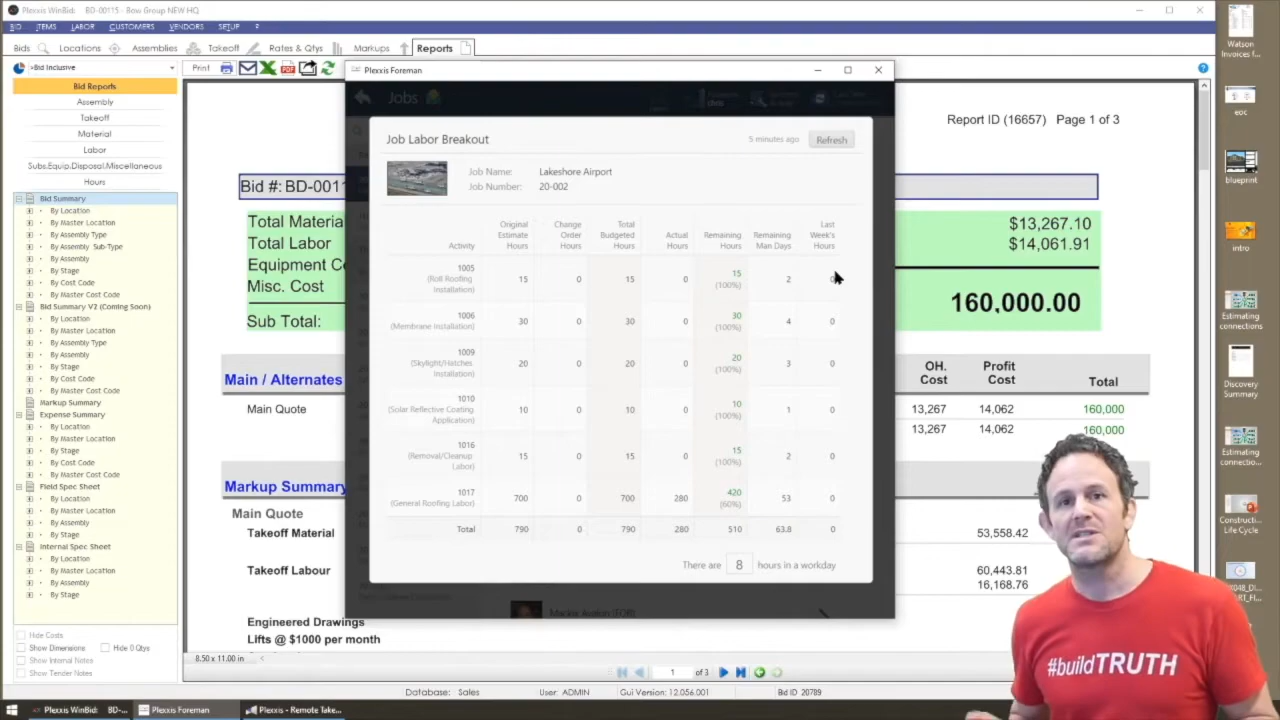 Plexxis WinBid: BD-00115 - Bow Group NEW HQ
BID ITEMS LABOR CUSTOMERS VENDORS SETUP ?
Bids Locations Assemblies Takeoff Rates & Qtys Markups Reports
>Bid Inclusive
Print
Bid Reports
Assembly
Takeoff
Material
Labor
Subs.Equip.Disposal.Miscellaneous
Hours
Bid Summary
By Location
By Master Location
By Assembly Type
By Assembly Sub-Type
By Assembly
By Stage
By Cost Code
By Master Cost Code
Bid Summary V2 (Coming Soon)
By Location
By Master Location
By Assembly Type
By Assembly
By Stage
By Cost Code
By Master Cost Code
Markup Summary
Expense Summary
By Location
By Master Location
By Stage
By Cost Code
By Master Cost Code
Field Spec Sheet
By Location
By Master Location
By Assembly
By Stage
Internal Spec Sheet
By Location
By Master Location
By Assembly
By Stage
Hide Costs
Show Dimensions Hide 0 Qtys
Show Internal Notes
Show Tender Notes
Report ID (16657) Page 1 of 3
Bid #: BD-0011
Total Materia
Total Labor
Equipment Co
Misc. Cost
Sub Total:
$13,267.10
$14,061.91
160,000.00
Main / Alternates
OH. Cost Profit Cost Total
Main Quote 13,267 14,062 160,000
13,267 14,062 160,000
Markup Summary
Main Quote
Takeoff Material 53,558.42
Takeoff Labour 60,443.81
16,168.76
Engineered Drawings
Lifts @ $1000 per month
8.50 x 11.00 in
1 of 3
Database: Sales User: ADMIN Gui Version: 12.056.001 Bid ID 20789
Plexxis Foreman
Jobs
Job Labor Breakout 5 minutes ago Refresh
Job Name: Lakeshore Airport
Job Number: 20-002
Activity Original Estimate Hours Change Order Hours Total Budgeted Hours Actual Hours Remaining Hours Remaining Man Days Last Week's Hours
1005 (Roll Roofing Installation) 15 0 15 0 15 (100%) 2 0
1006 (Membrane Installation) 30 0 30 0 30 (100%) 4 0
1009 (Skylight/Hatches Installation) 20 0 20 0 20 (100%) 3 0
1010 (Solar Reflective Coating Application) 10 0 10 0 10 (100%) 1 0
1016 (Removal/Cleanup Labor) 15 0 15 0 15 (100%) 2 0
1017 (General Roofing Labor) 700 0 700 280 420 (60%) 53 0
Total 790 0 790 280 510 63.8 0
There are 8 hours in a workday
Watson
Invoices f...
eoc
blueprint
intro
Estimating
connections
Discovery
Summary
Estimating
connectio...
Constructi...
Life Cycle
#buildTRUTH
Plexxis WinBid: BD-... Plexxis Foreman Plexxis - Remote Take...